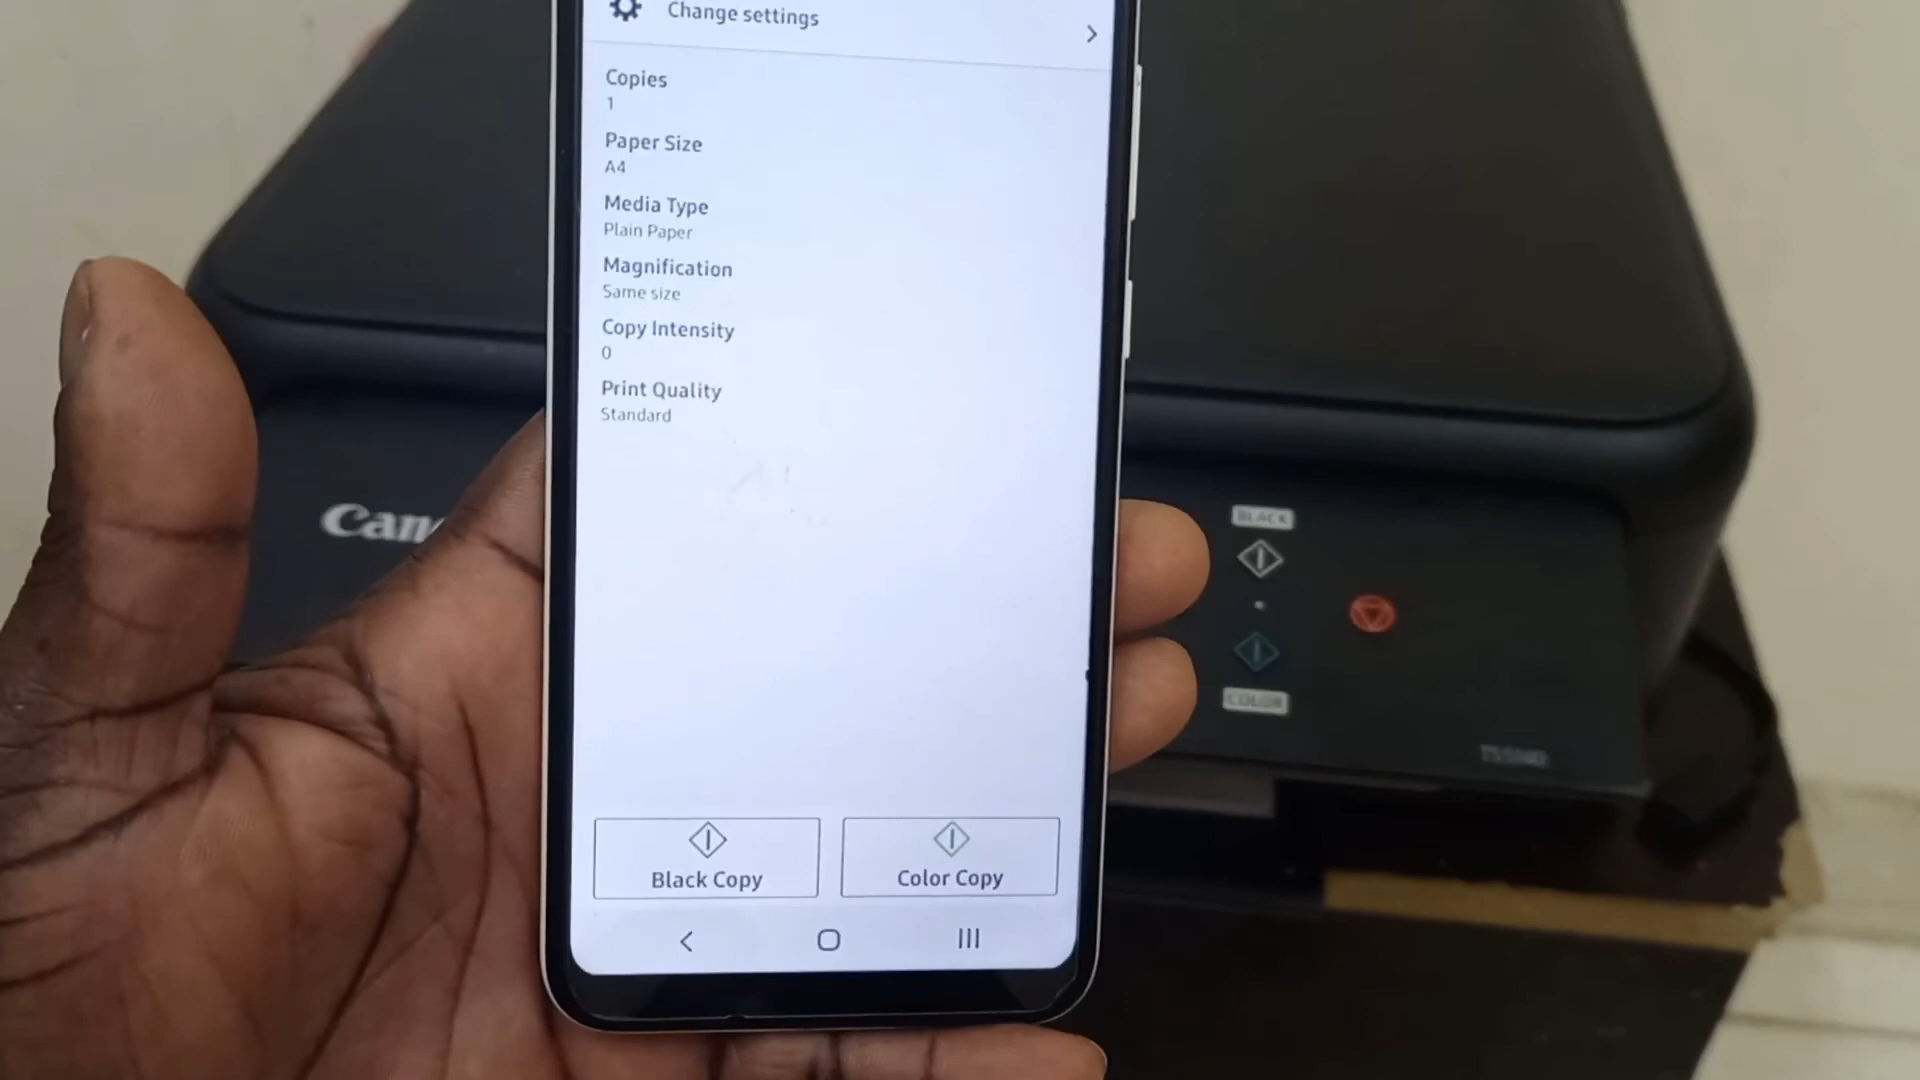 Change settings
Copies
1
Paper Size
A4
Media Type
Plain Paper
Magnification
Same size
Copy Intensity
0
Print Quality
Standard
Can
BLACK
COLOR
Black Copy
Color Copy